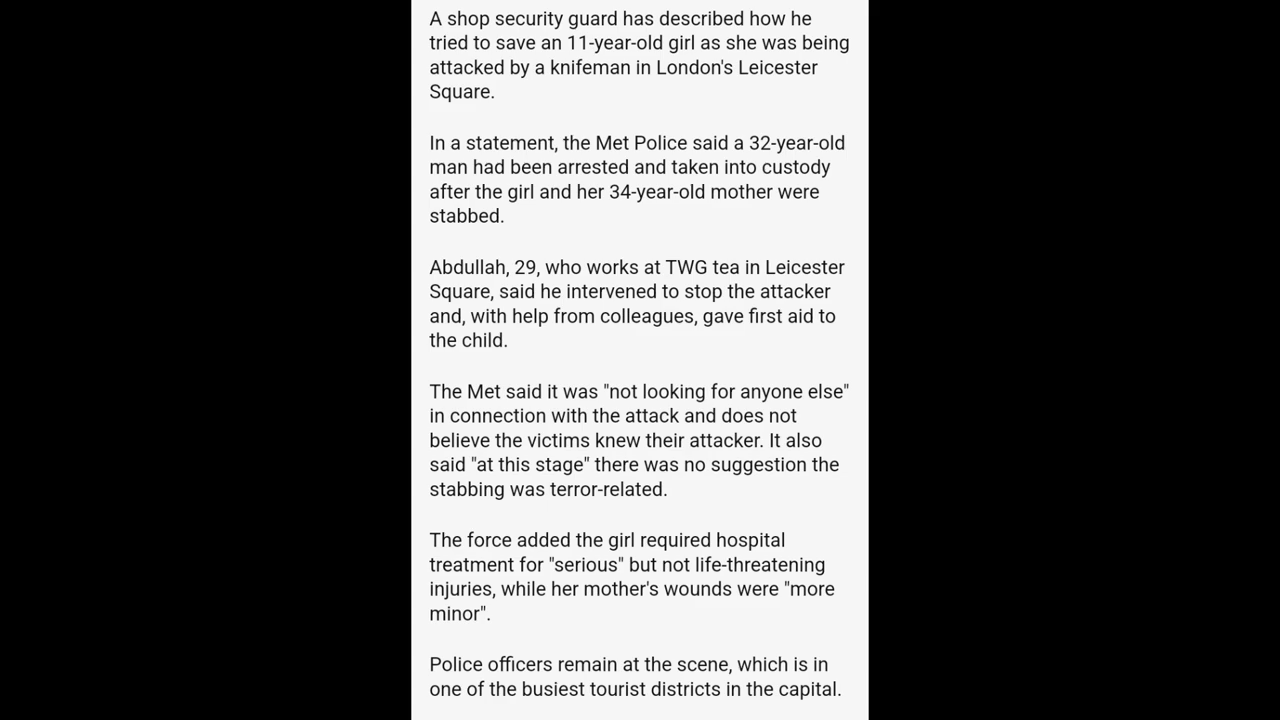 A shop security guard has described how he
tried to save an 11-year-old girl as she was being
attacked by a knifeman in London's Leicester
Square.
In a statement, the Met Police said a 32-year-old
man had been arrested and taken into custody
after the girl and her 34-year-old mother were
stabbed.
Abdullah, 29, who works at TWG tea in Leicester
Square, said he intervened to stop the attacker
and, with help from colleagues, gave first aid to
the child.
The Met said it was "not looking for anyone else"
in connection with the attack and does not
believe the victims knew their attacker. It also
said "at this stage" there was no suggestion the
stabbing was terror-related.
The force added the girl required hospital
treatment for "serious" but not life-threatening
injuries, while her mother's wounds were "more
minor".
Police officers remain at the scene, which is in
one of the busiest tourist districts in the capital.